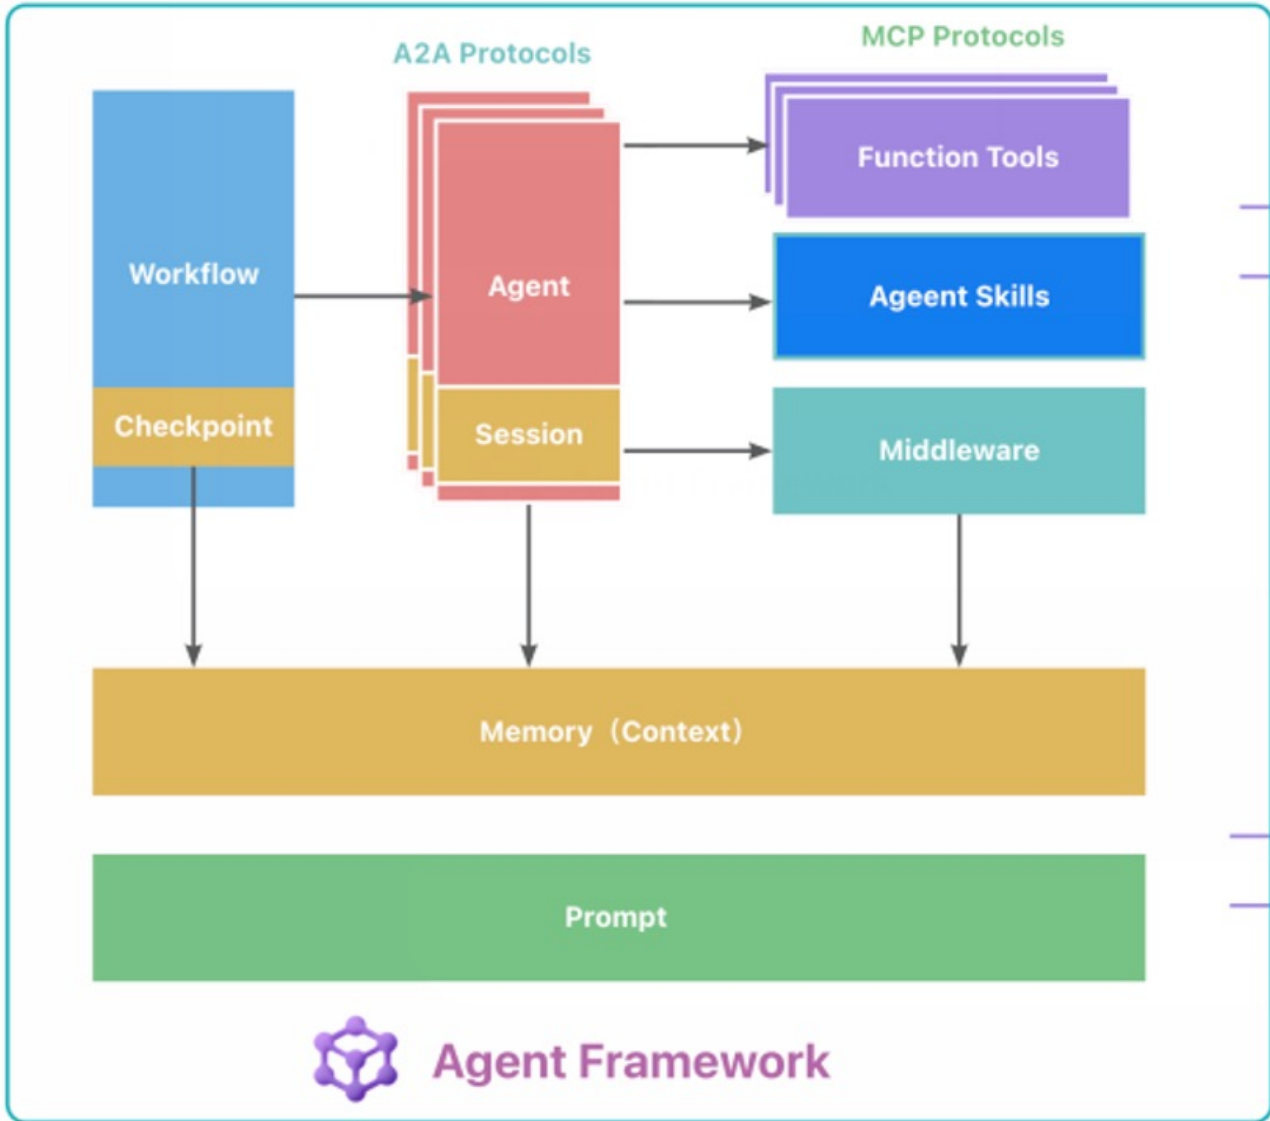 A2A Protocols
MCP Protocols
Workflow
Checkpoint
Agent
Session
Function Tools
Ageent Skills
Middleware
Memory（Context）
Prompt
Agent Framework